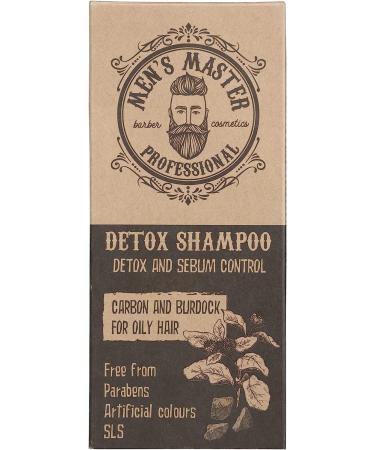 MEN'S MASTER
barber cosmetics
PROFESSIONAL
DETOX SHAMPOO
DETOX AND SEBUM CONTROL
CARBON AND BURDOCK
FOR OILY HAIR
Free from
Parabens
Artificial colours
SLS